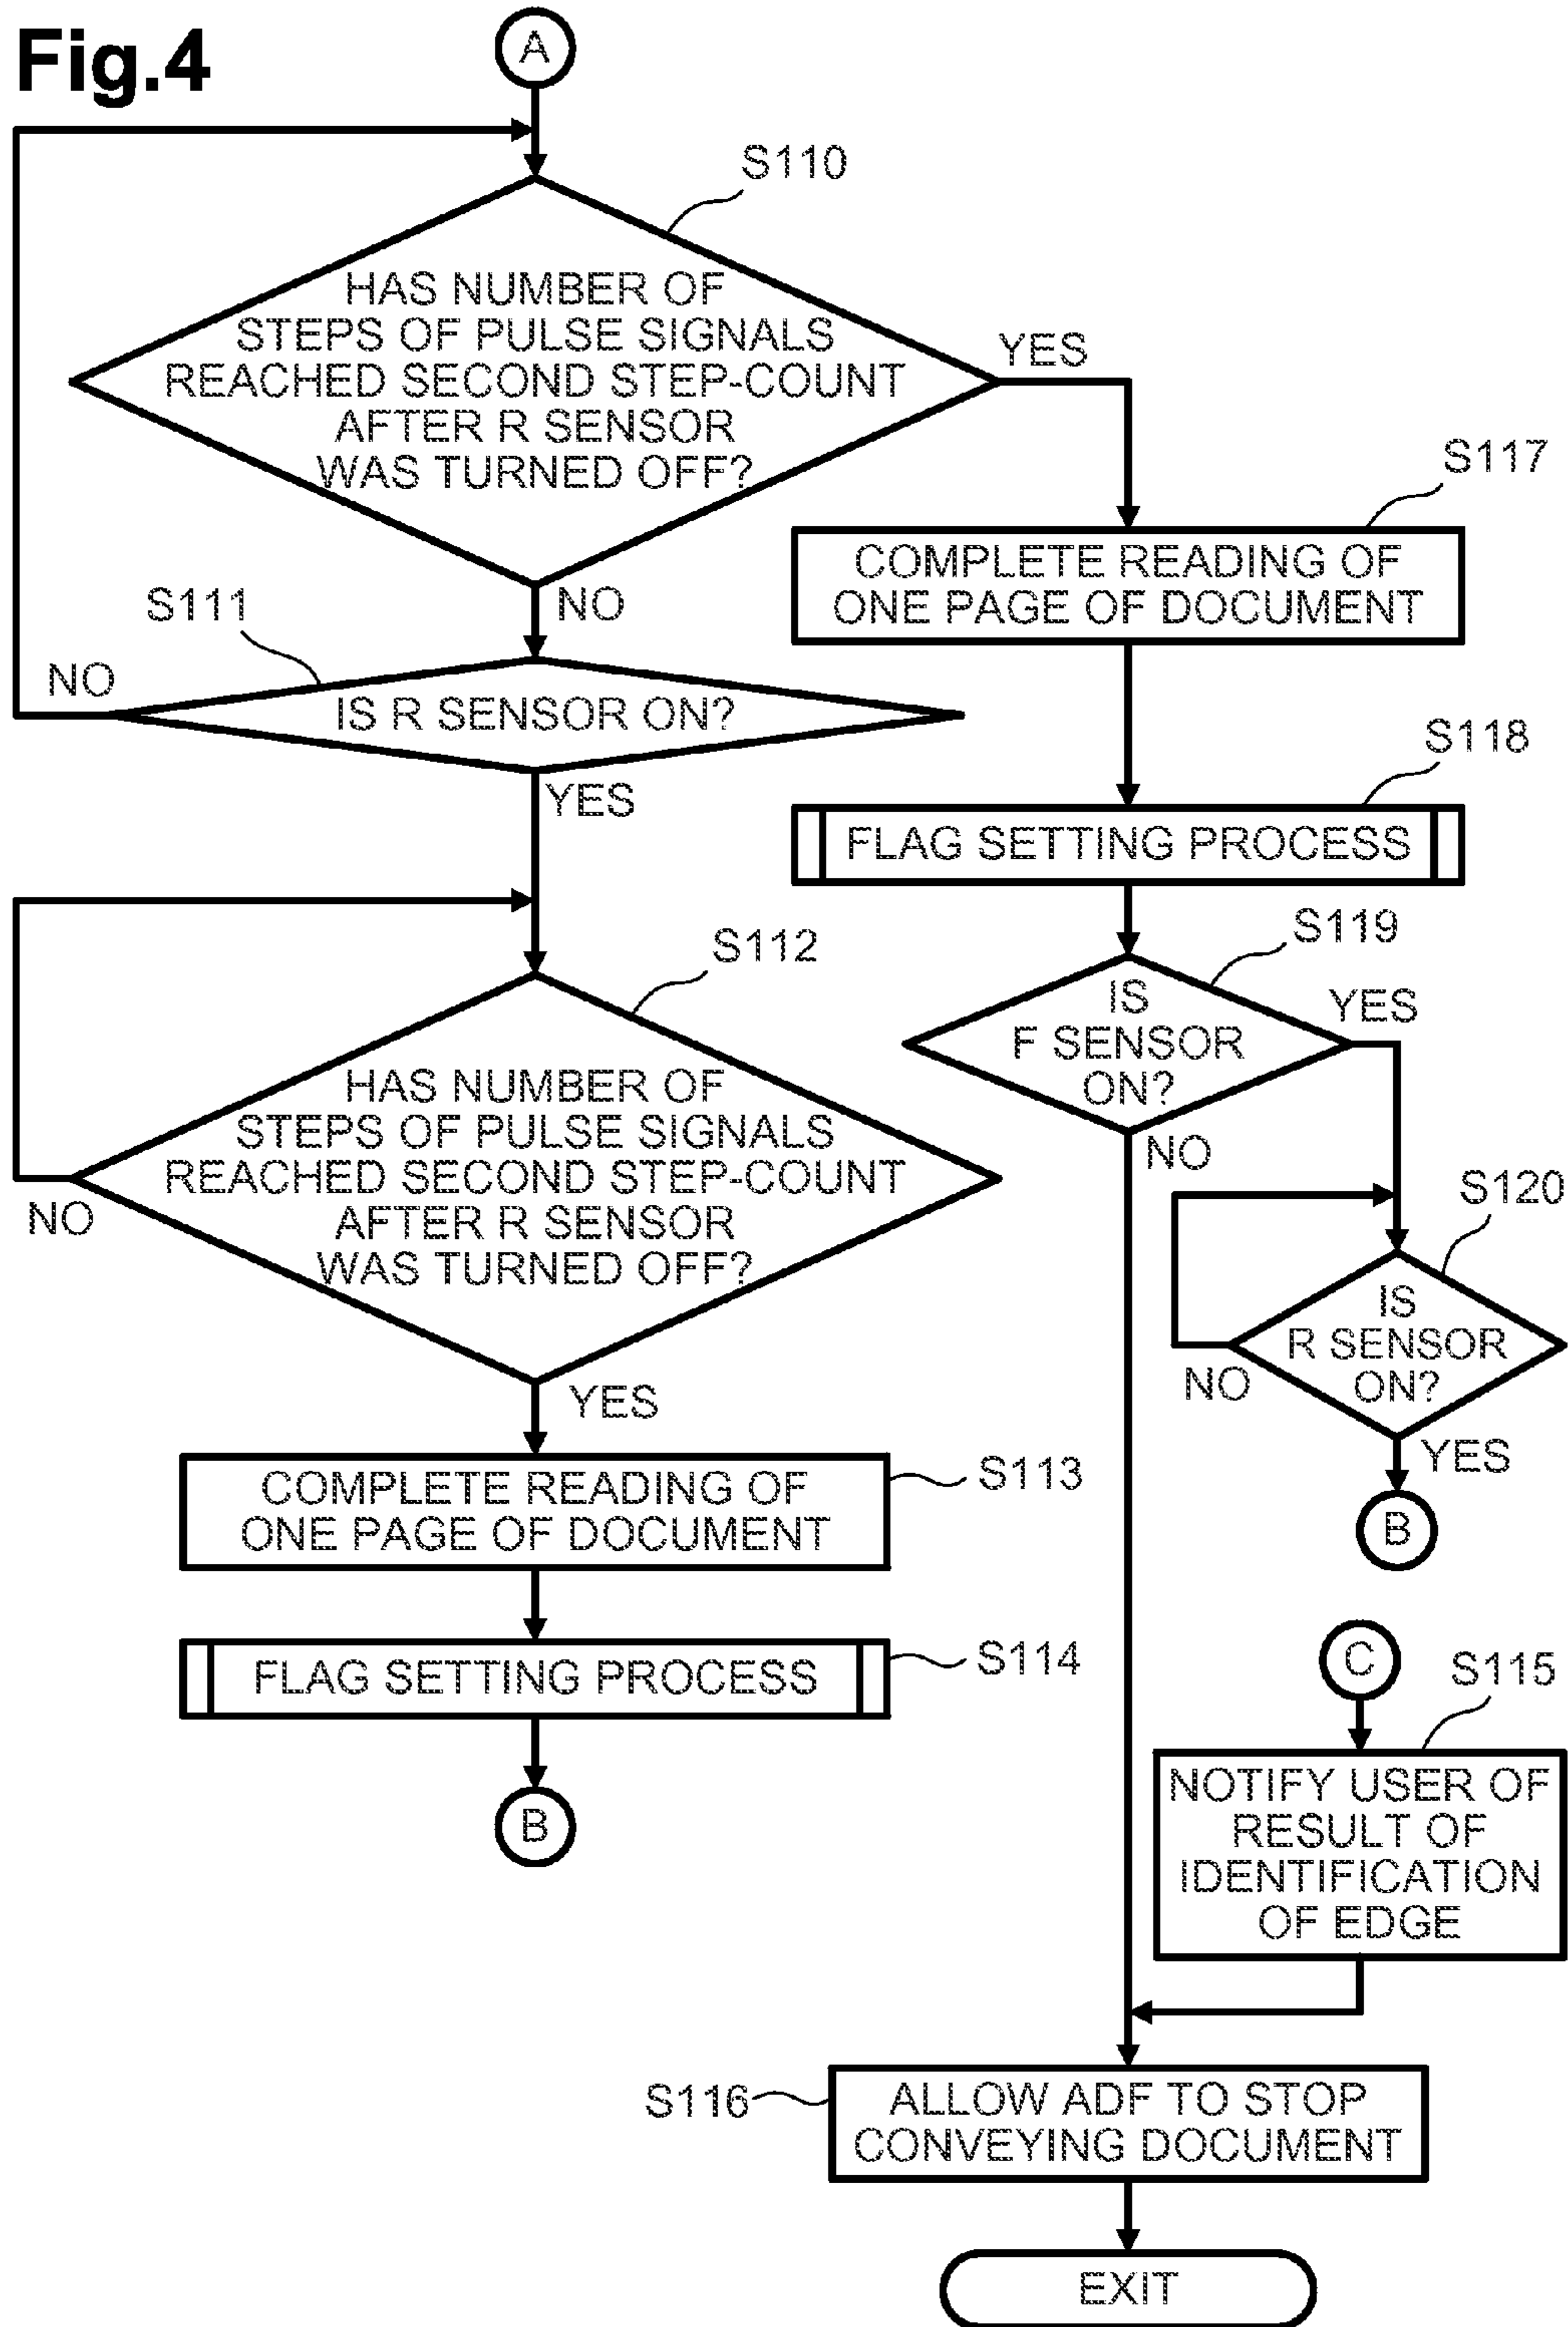 Fig.4
A
S110
HAS NUMBER OF
STEPS OF PULSE SIGNALS
REACHED SECOND STEP-COUNT
AFTER R SENSOR
WAS TURNED OFF?
YES
NO
S111
NO
IS R SENSOR ON?
YES
S112
HAS NUMBER OF
STEPS OF PULSE SIGNALS
REACHED SECOND STEP-COUNT
AFTER R SENSOR
WAS TURNED OFF?
NO
YES
COMPLETE READING OF
ONE PAGE OF DOCUMENT
S113
FLAG SETTING PROCESS
S114
B
S117
COMPLETE READING OF
ONE PAGE OF DOCUMENT
S118
FLAG SETTING PROCESS
S119
IS
F SENSOR
ON?
YES
NO
S120
IS
R SENSOR
ON?
NO
YES
B
C
S115
NOTIFY USER OF
RESULT OF
IDENTIFICATION
OF EDGE
S116
ALLOW ADF TO STOP
CONVEYING DOCUMENT
EXIT